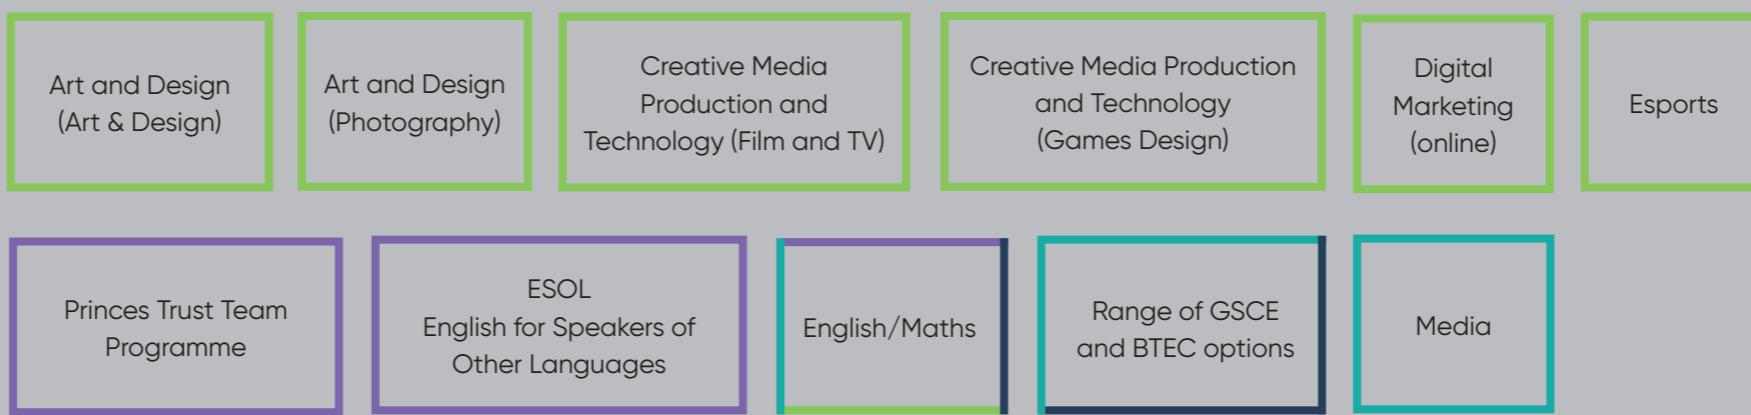 Art and Design
(Art & Design)
Art and Design
(Photography)
Creative Media
Production and
Technology (Film and TV)
Creative Media Production
and Technology
(Games Design)
Digital
Marketing
(online)
Esports
Princes Trust Team
Programme
ESOL
English for Speakers of
Other Languages
English/Maths
Range of GSCE
and BTEC options
Media